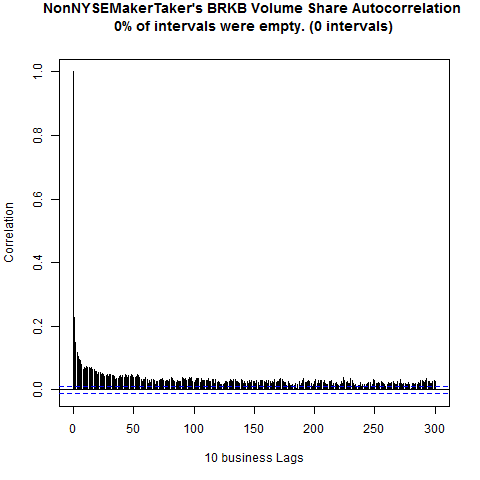 NonNYSEMakerTaker's BRKB Volume Share Autocorrelation
0% of intervals were empty. (0 intervals)
Correlation
1.0
0.8
0.6
0.4
0.2
0.0
0 50 100 150 200 250 300
10 business Lags